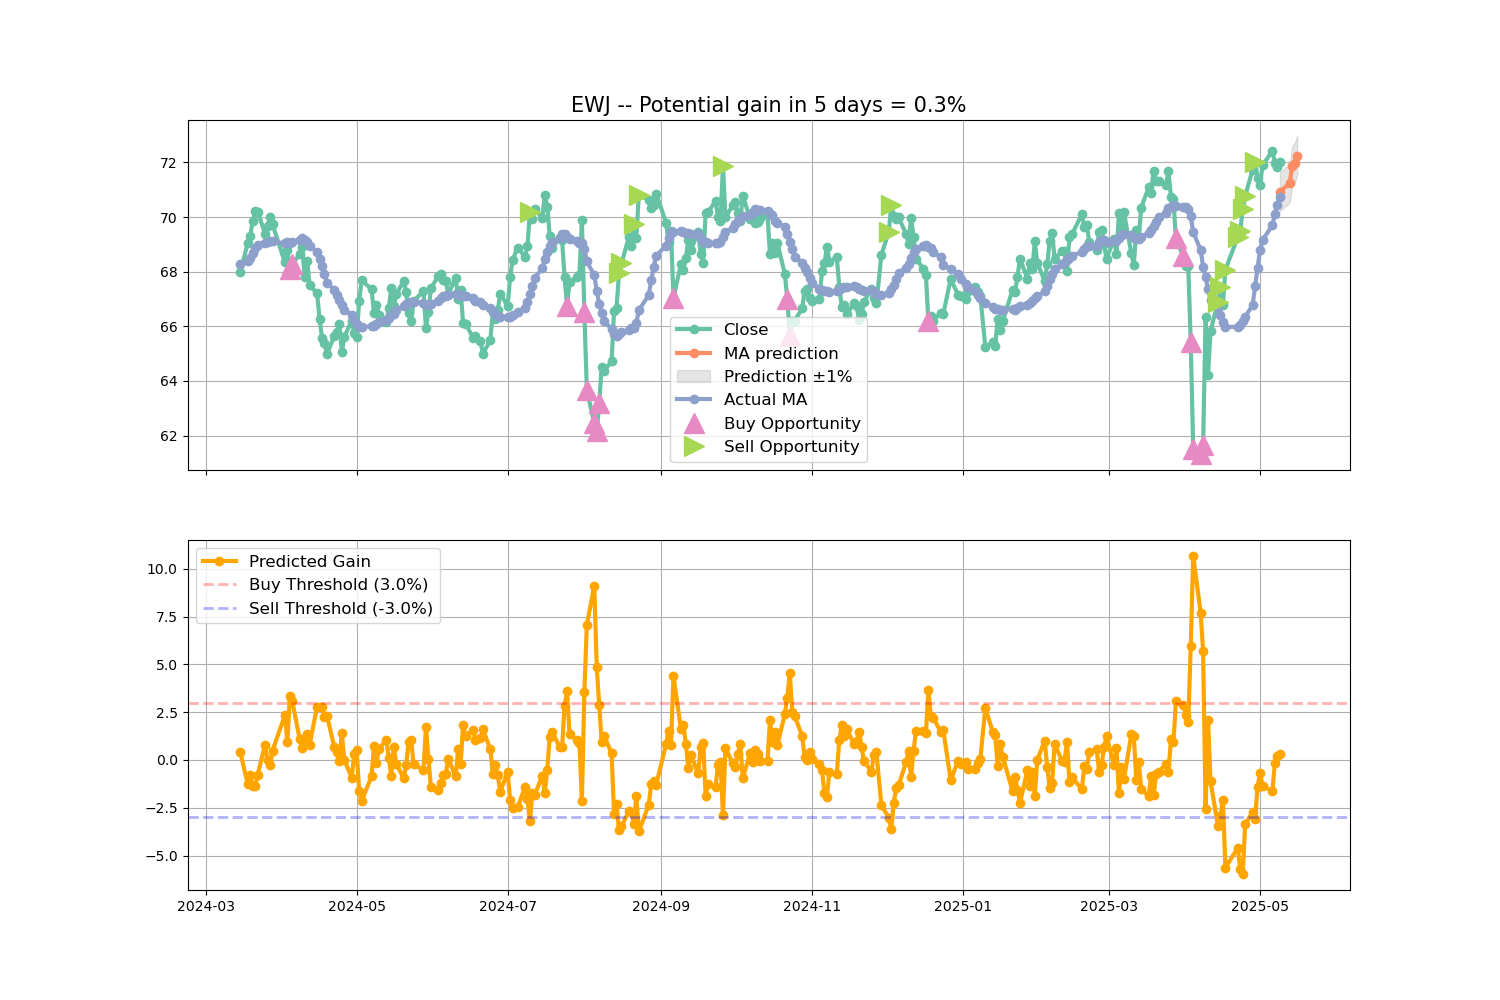 EWJ -- Potential gain in 5 days = 0.3%
72
70
68
66
64
62
Close
MA prediction
Prediction ±1%
Actual MA
Buy Opportunity
Sell Opportunity
Predicted Gain
Buy Threshold (3.0%)
Sell Threshold (-3.0%)
10.0
7.5
5.0
2.5
0.0
−2.5
−5.0
2024-03 2024-05 2024-07 2024-09 2024-11 2025-01 2025-03 2025-05